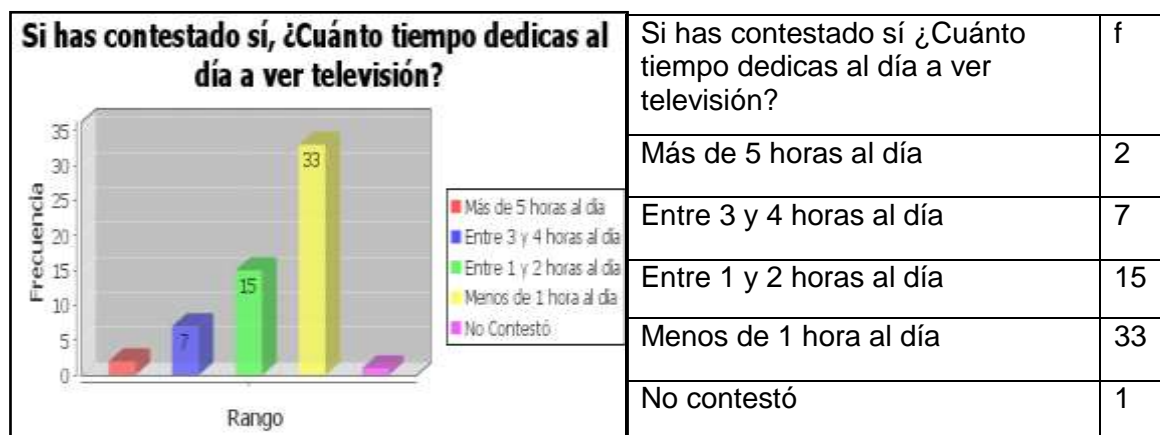 Si has contestado sí, ¿Cuánto tiempo dedicas al
día a ver televisión?
35
30
25
20
15
10
5
0
Frecuencia
7
15
33
Rango
Más de 5 horas al día
Entre 3 y 4 horas al día
Entre 1 y 2 horas al día
Menos de 1 hora al día
No Contestó
Si has contestado sí ¿Cuánto
tiempo dedicas al día a ver
televisión?
f
Más de 5 horas al día 2
Entre 3 y 4 horas al día 7
Entre 1 y 2 horas al día 15
Menos de 1 hora al día 33
No contestó 1